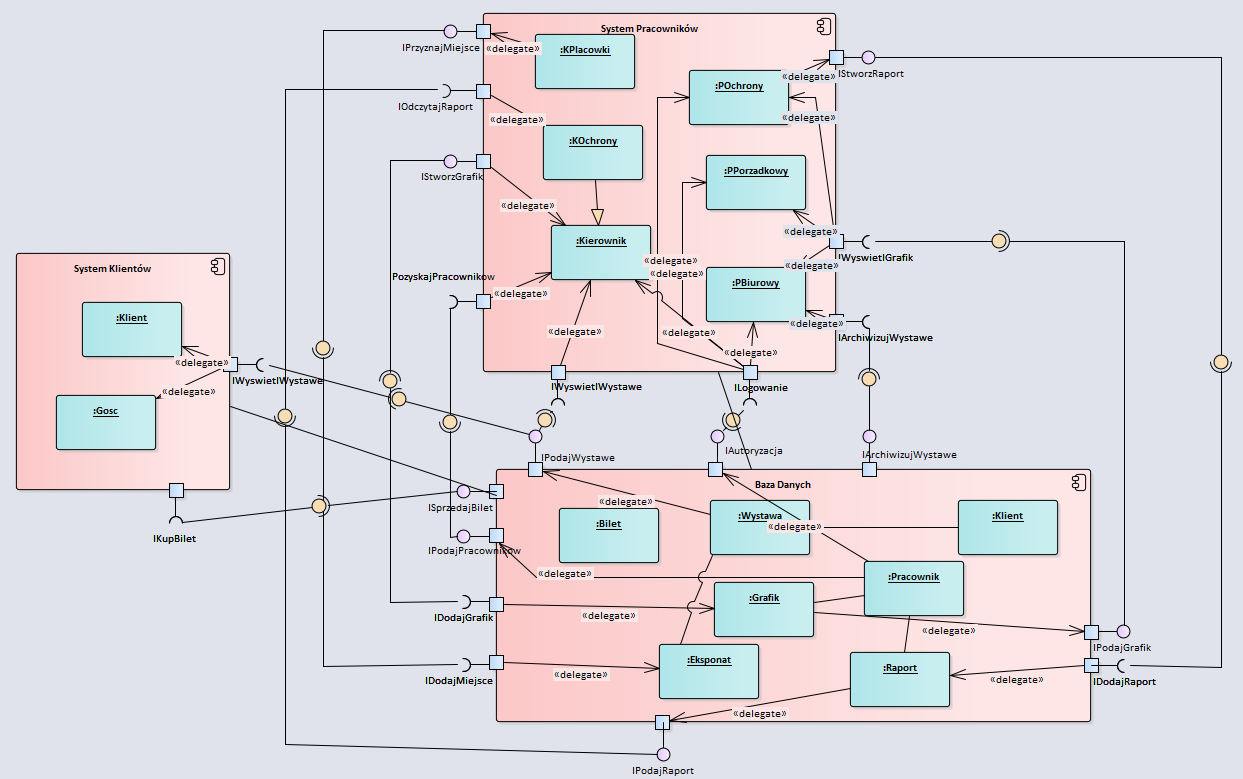 System Pracowników
IPrzyznajMiejsce
«delegate»
:KPlacowki
IStworzRaport
«delegate»
:POchrony
IOdczytajRaport
«delegate»
«delegate»
:KOchrony
IStworzGrafik
:PPorzadkowy
«delegate»
«delegate»
:Kierownik
IWyswietlGrafik
«delegate»
«delegate»
«delegate»
System Klientów
PozyskajPracownikow
:PBiurowy
«delegate»
:Klient
«delegate»
«delegate»
«delegate»
IArchiwizujWystawe
«delegate»
«delegate»
IWyswietlWystawe
IWyswietlWystawe
ILogowanie
«delegate»
:Gosc
IPodajWystawe
IAutoryzacja
IArchiwizujWystawe
Baza Danych
«delegate»
ISprzedajBilet
:Bilet
:Wystawa
:Klient
«delegate»
IKupBilet
IPodajPracownikow
«delegate»
:Pracownik
:Grafik
IDodajGrafik
«delegate»
«delegate»
IPodajGrafik
:Eksponat
:Raport
IDodajMiejsce
«delegate»
«delegate»
IDodajRaport
«delegate»
IPodajRaport